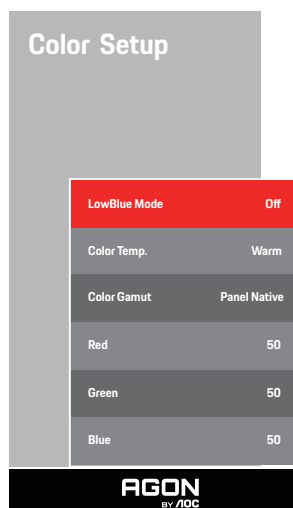 Color Setup
LowBlue Mode Off
Color Temp. Warm
Color Gamut Panel Native
Red 50
Green 50
Blue 50
AGON
BY AOC